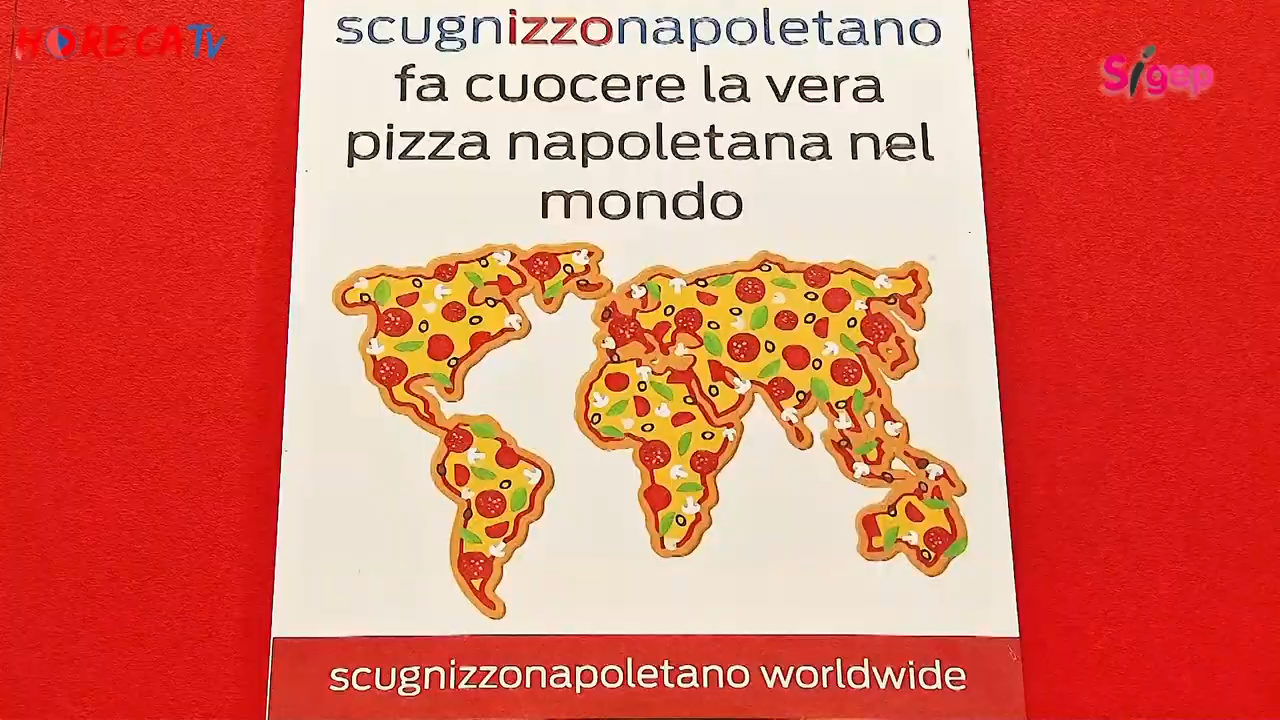 HORECATV
Sigep
scugnizzonapoletano
fa cuocere la vera
pizza napoletana nel
mondo
scugnizzonapoletano worldwide